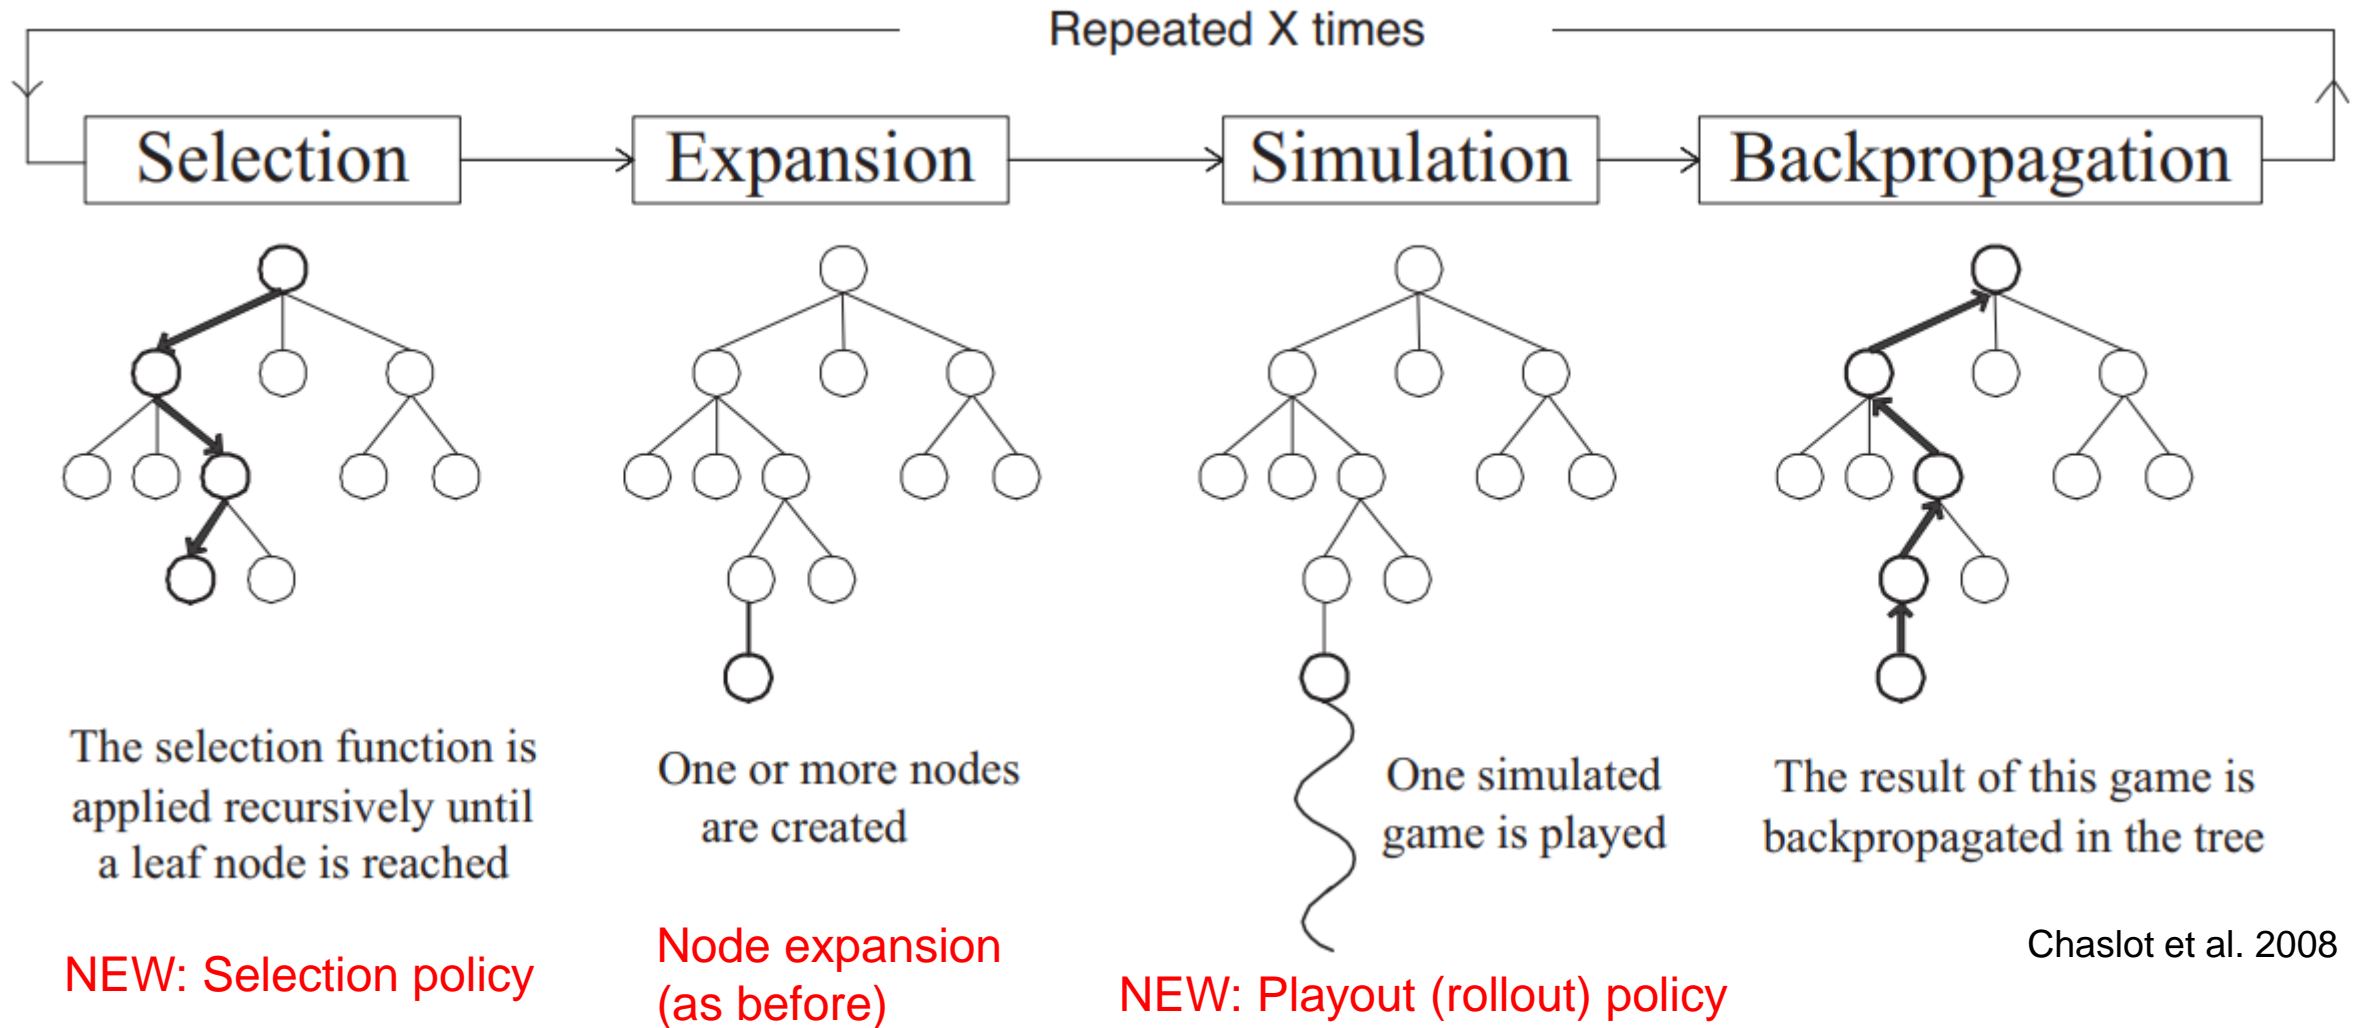 Repeated X times
Selection
Expansion
Simulation
Backpropagation
The selection function is
applied recursively until
a leaf node is reached
One or more nodes
are created
One simulated
game is played
The result of this game is
backpropagated in the tree
NEW: Selection policy
Node expansion
(as before)
NEW: Playout (rollout) policy
Chaslot et al. 2008